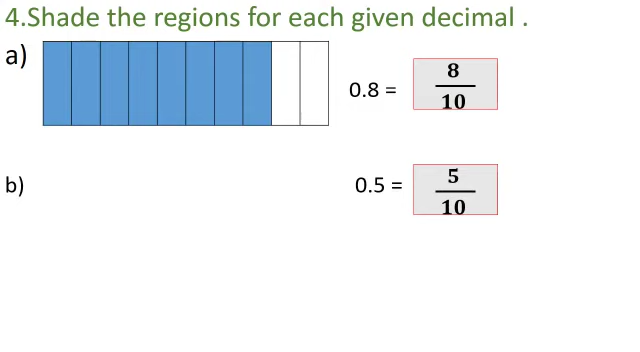 4.Shade the regions for each given decimal .
a)
0.8 = 8/10
b)
0.5 = 5/10